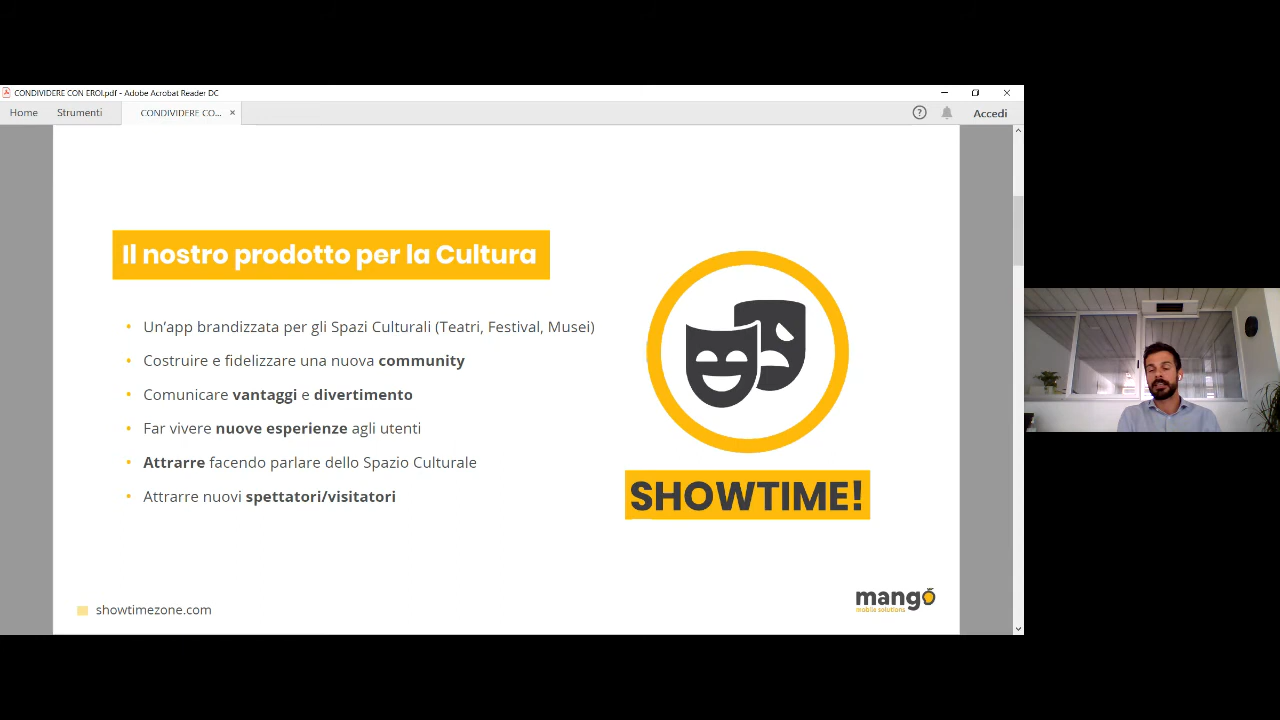 CONDIVIDERE CON EROI.pdf - Adobe Acrobat Reader DC
Home Strumenti CONDIVIDERE CO... Accedi
Il nostro prodotto per la Cultura
• Un'app brandizzata per gli Spazi Culturali (Teatri, Festival, Musei)
• Costruire e fidelizzare una nuova community
• Comunicare vantaggi e divertimento
• Far vivere nuove esperienze agli utenti
• Attrarre facendo parlare dello Spazio Culturale
• Attrarre nuovi spettatori/visitatori
SHOWTIME!
showtimezone.com
mango
mobile solutions